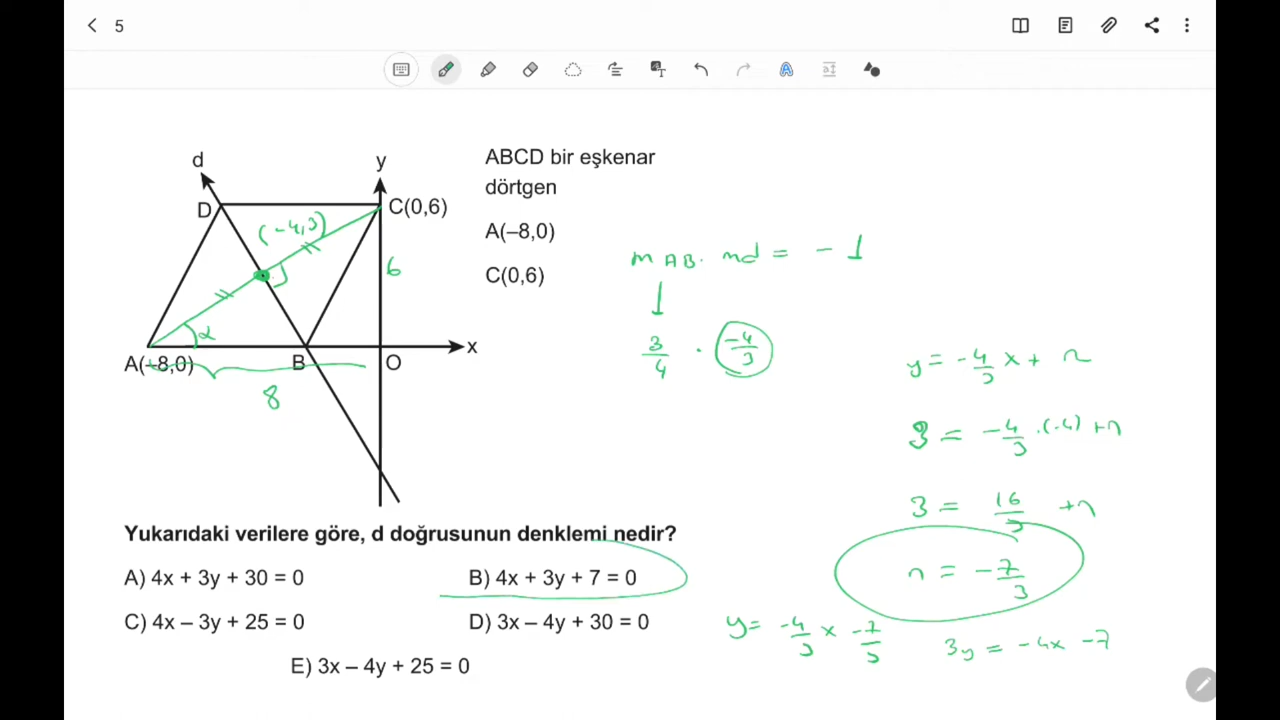 5
d
y
ABCD bir eşkenar
dörtgen
D
C(0,6)
(-4,3)
A(–8,0)
C(0,6)
6
m AB. md = - 1
α
3/4 · -4/3
x
A(–8,0)
B
O
8
y = -4/3 x + n
3 = -4/3 .(-4) +n
3 = 16/3 +n
n = -7/3
Yukarıdaki verilere göre, d doğrusunun denklemi nedir?
A) 4x + 3y + 30 = 0
B) 4x + 3y + 7 = 0
C) 4x – 3y + 25 = 0
D) 3x – 4y + 30 = 0
E) 3x – 4y + 25 = 0
y= -4/3 x -7/3
3y = -4x -7